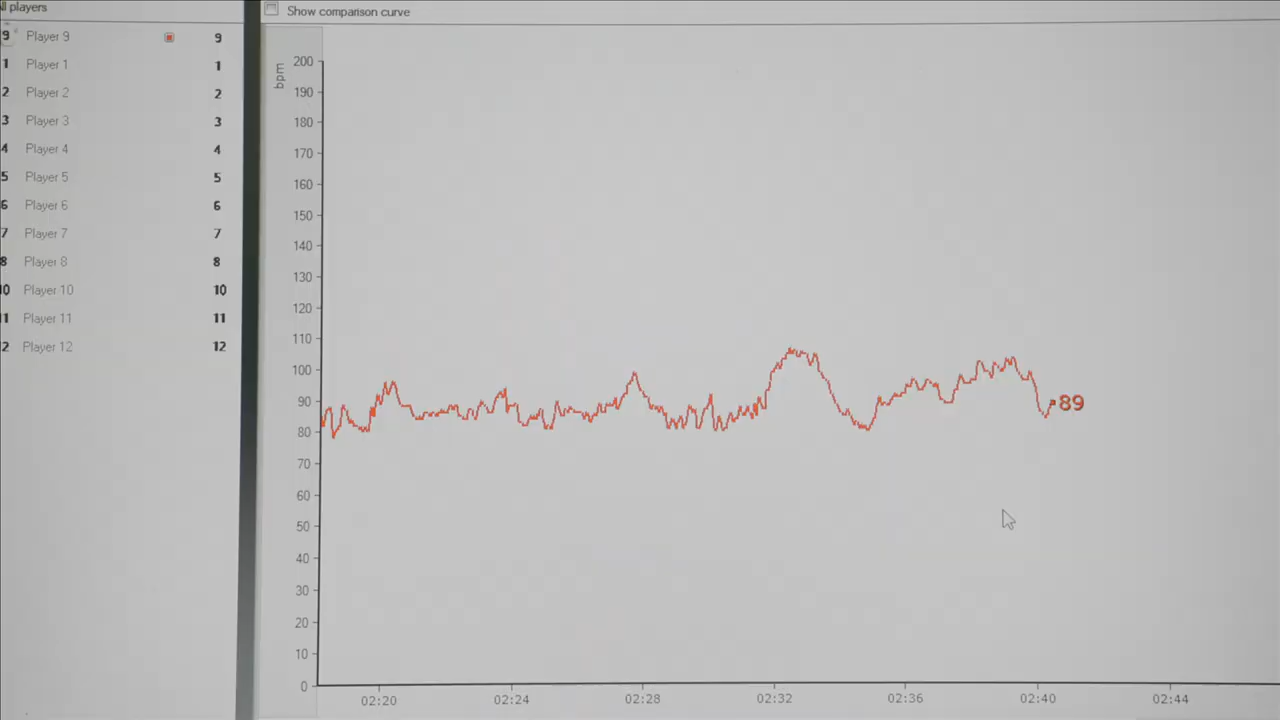 players
9 Player 9 9
1 Player 1 1
2 Player 2 2
3 Player 3 3
4 Player 4 4
5 Player 5 5
6 Player 6 6
7 Player 7 7
8 Player 8 8
10 Player 10 10
11 Player 11 11
12 Player 12 12
Show comparison curve
bpm
200
190
180
170
160
150
140
130
120
110
100
90
80
70
60
50
40
30
20
10
0
89
02:20 02:24 02:28 02:32 02:36 02:40 02:44